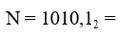 N = 1010,1₂ =